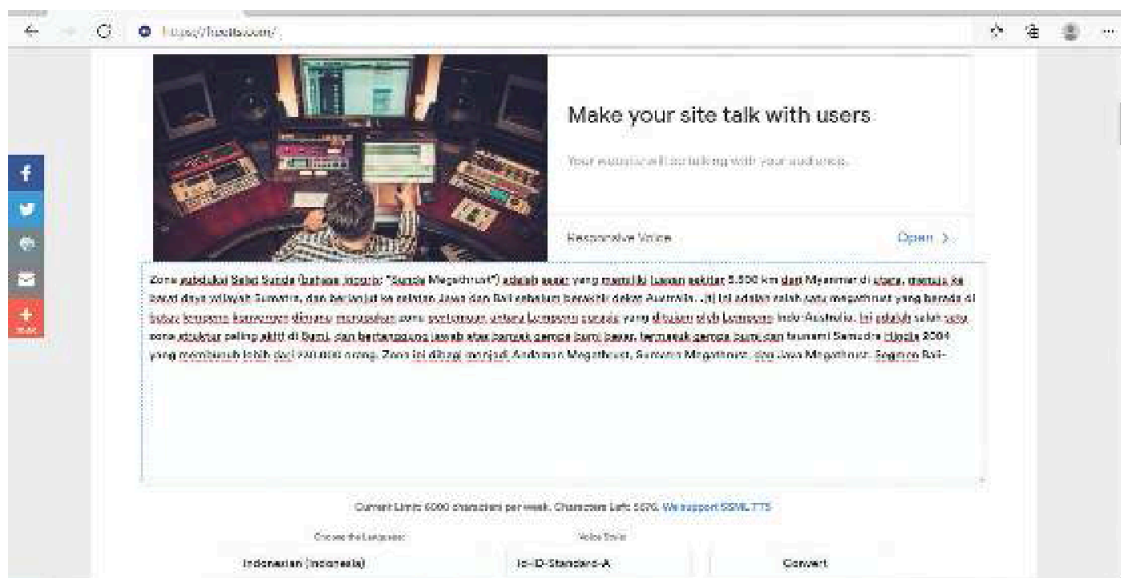 https://freetts.com/
Make your site talk with users
Your website will be talking with your audience.
Responsive Voice
Open >
Zona subduksi Selat Sunda (bahasa Inggris: "Sunda Megathrust") adalah sesar yang memiliki luasan sekitar 5.500 km dari Myanmar di utara, menuju ke
barat daya wilayah Sumatra, dan berlanjut ke selatan Jawa dan Bali sebelum berakhir dekat Australia. ini adalah salah satu megathrust yang berada di
batas lempeng konvergen dimana merupakan zona pertemuan antara Lempeng yang oleh Lempeng Indo-Australia. Ini adalah salah satu
zona struktur paling aktif di Bumi, dan bertanggung jawab atas banyak gempa bumi besar, termasuk gempa bumi dan tsunami Samudra Hindia 2004
yang membunuh lebih dari 230.000 orang. Zona ini dibagi menjadi Andaman Megathrust, Sumatra Megathrust, dan Java Megathrust. Segmen Bali-
Current Limit: 6000 characters per week. Characters Left: We support SSML TTS
Choose the Language: Voice Style:
Indonesian (Indonesia) id-ID-Standard-A Convert